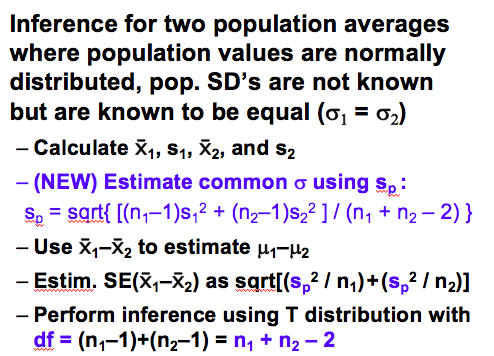 Inference for two population averages
where population values are normally
distributed, pop. SD's are not known
but are known to be equal (σ₁ = σ₂)
– Calculate x̄₁, s₁, x̄₂, and s₂
– (NEW) Estimate common σ using sₚ:
sₚ = sqrt{ [(n₁–1)s₁² + (n₂–1)s₂² ] / (n₁ + n₂ – 2) }
– Use x̄₁–x̄₂ to estimate μ₁–μ₂
– Estim. SE(x̄₁–x̄₂) as sqrt[(sₚ² / n₁)+(sₚ² / n₂)]
– Perform inference using T distribution with
df = (n₁–1)+(n₂–1) = n₁ + n₂ – 2